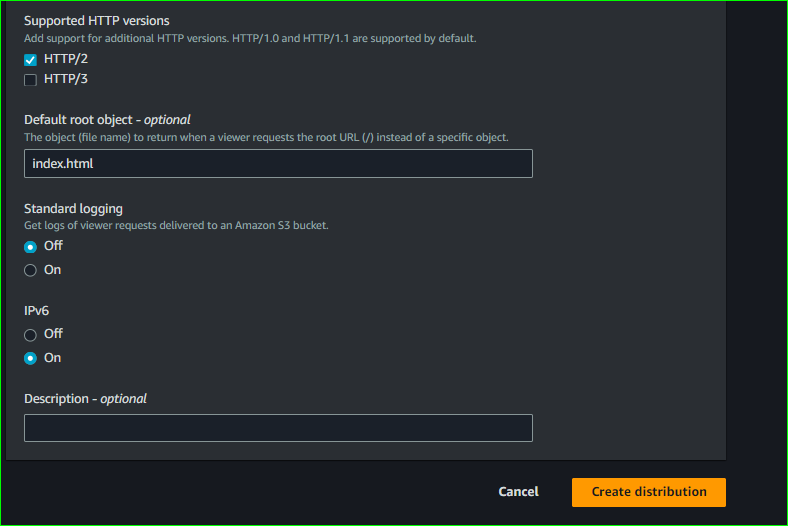 Supported HTTP versions
Add support for additional HTTP versions. HTTP/1.0 and HTTP/1.1 are supported by default.
HTTP/2
HTTP/3
Default root object - optional
The object (file name) to return when a viewer requests the root URL (/) instead of a specific object.
index.html
Standard logging
Get logs of viewer requests delivered to an Amazon S3 bucket.
Off
On
IPv6
Off
On
Description - optional
Cancel Create distribution